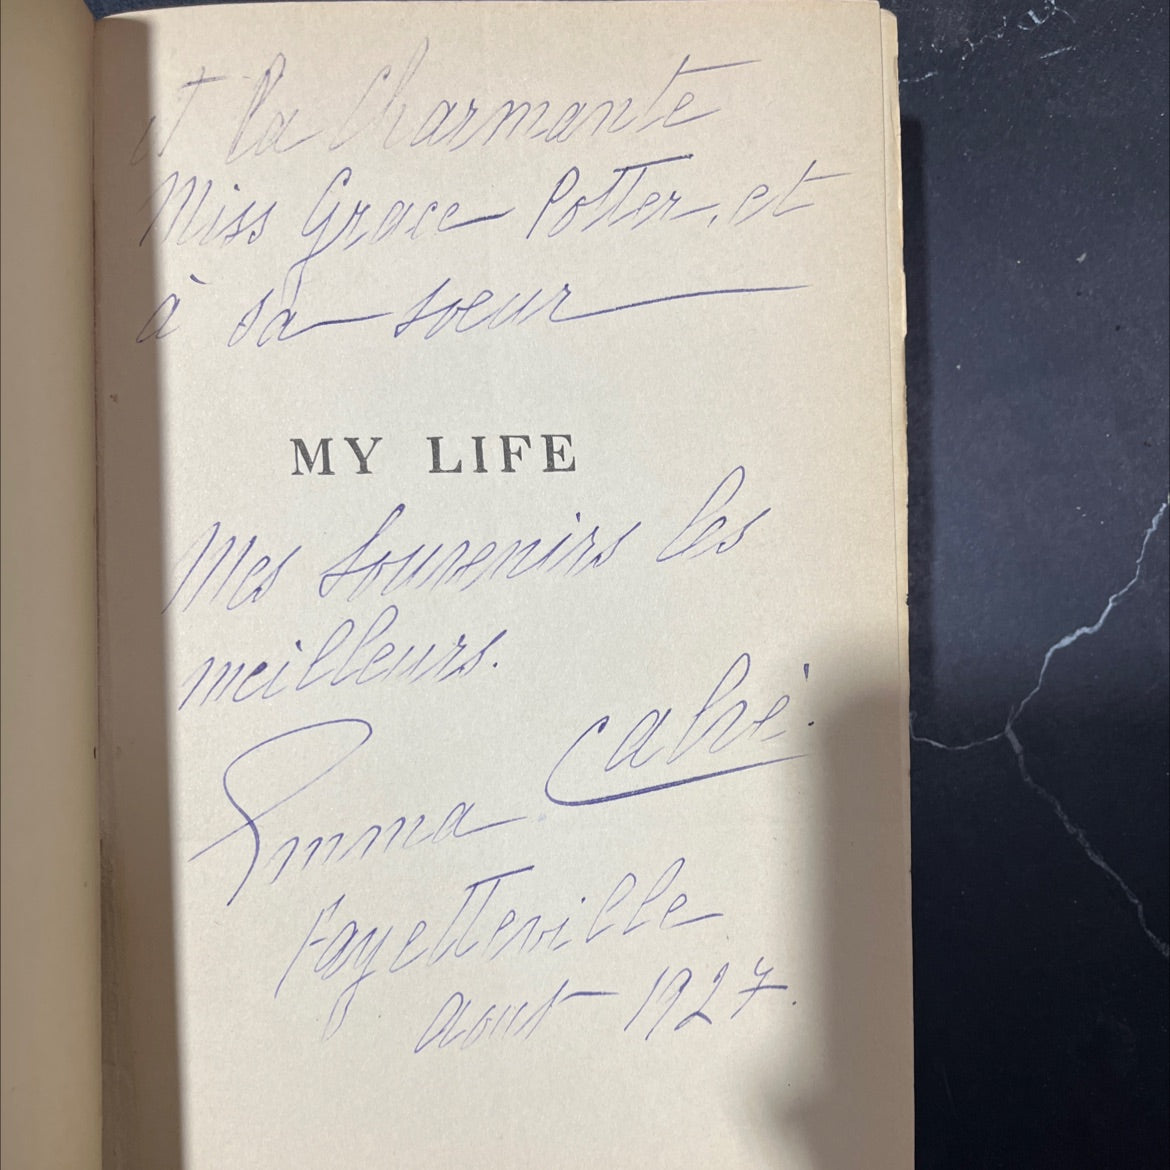 A la Charmante
Miss Grace Potter, et
à sa soeur
MY LIFE
Mes Souvenirs les
meilleurs.
Emma Calvé.
Fayetteville
Aout 1927.